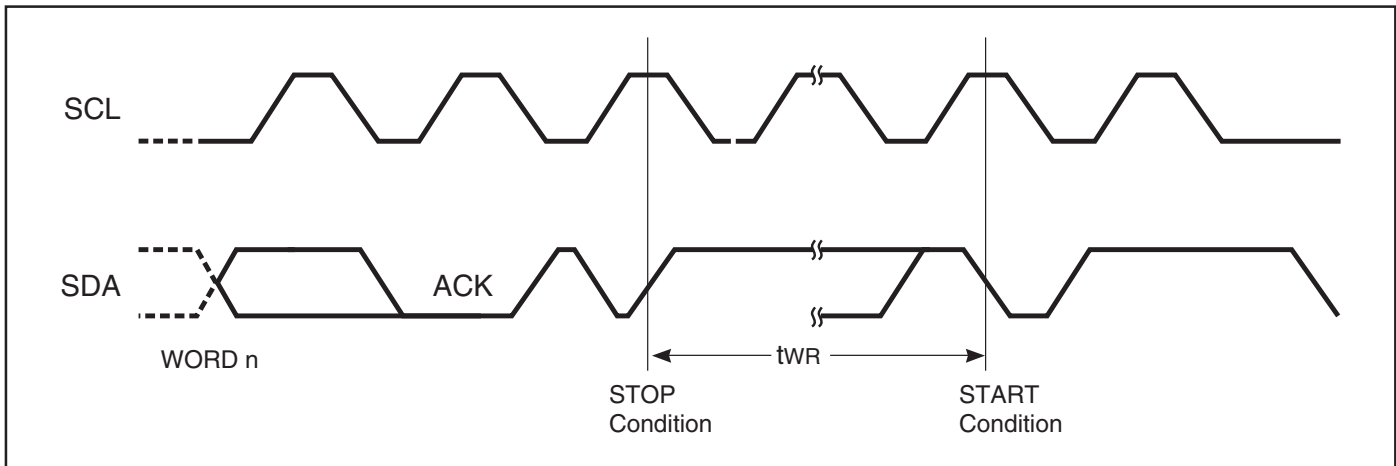 SCL
SDA
ACK
WORD n
tWR
STOP
Condition
START
Condition